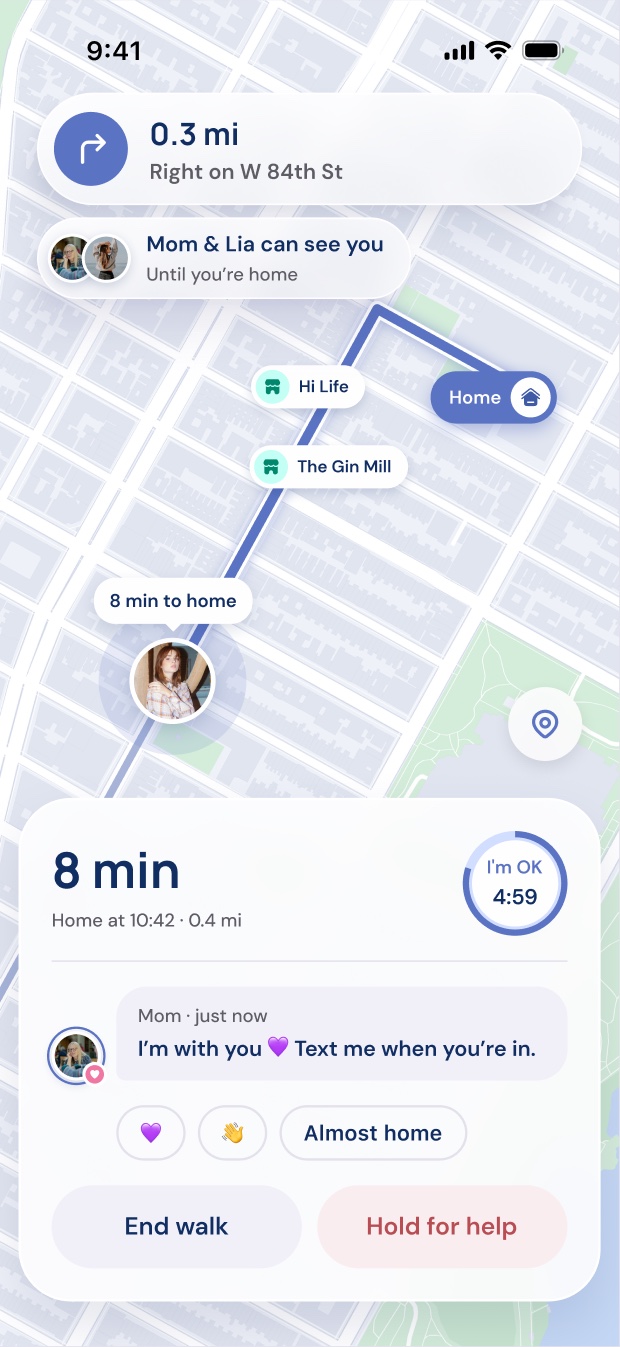 9:41
0.3 mi
Right on W 84th St
Mom & Lia can see you
Until you’re home
Hi Life
Home
The Gin Mill
8 min to home
8 min
Home at 10:42 · 0.4 mi
I'm OK
4:59
Mom · just now
I’m with you 💜 Text me when you’re in.
💜
👋
Almost home
End walk
Hold for help